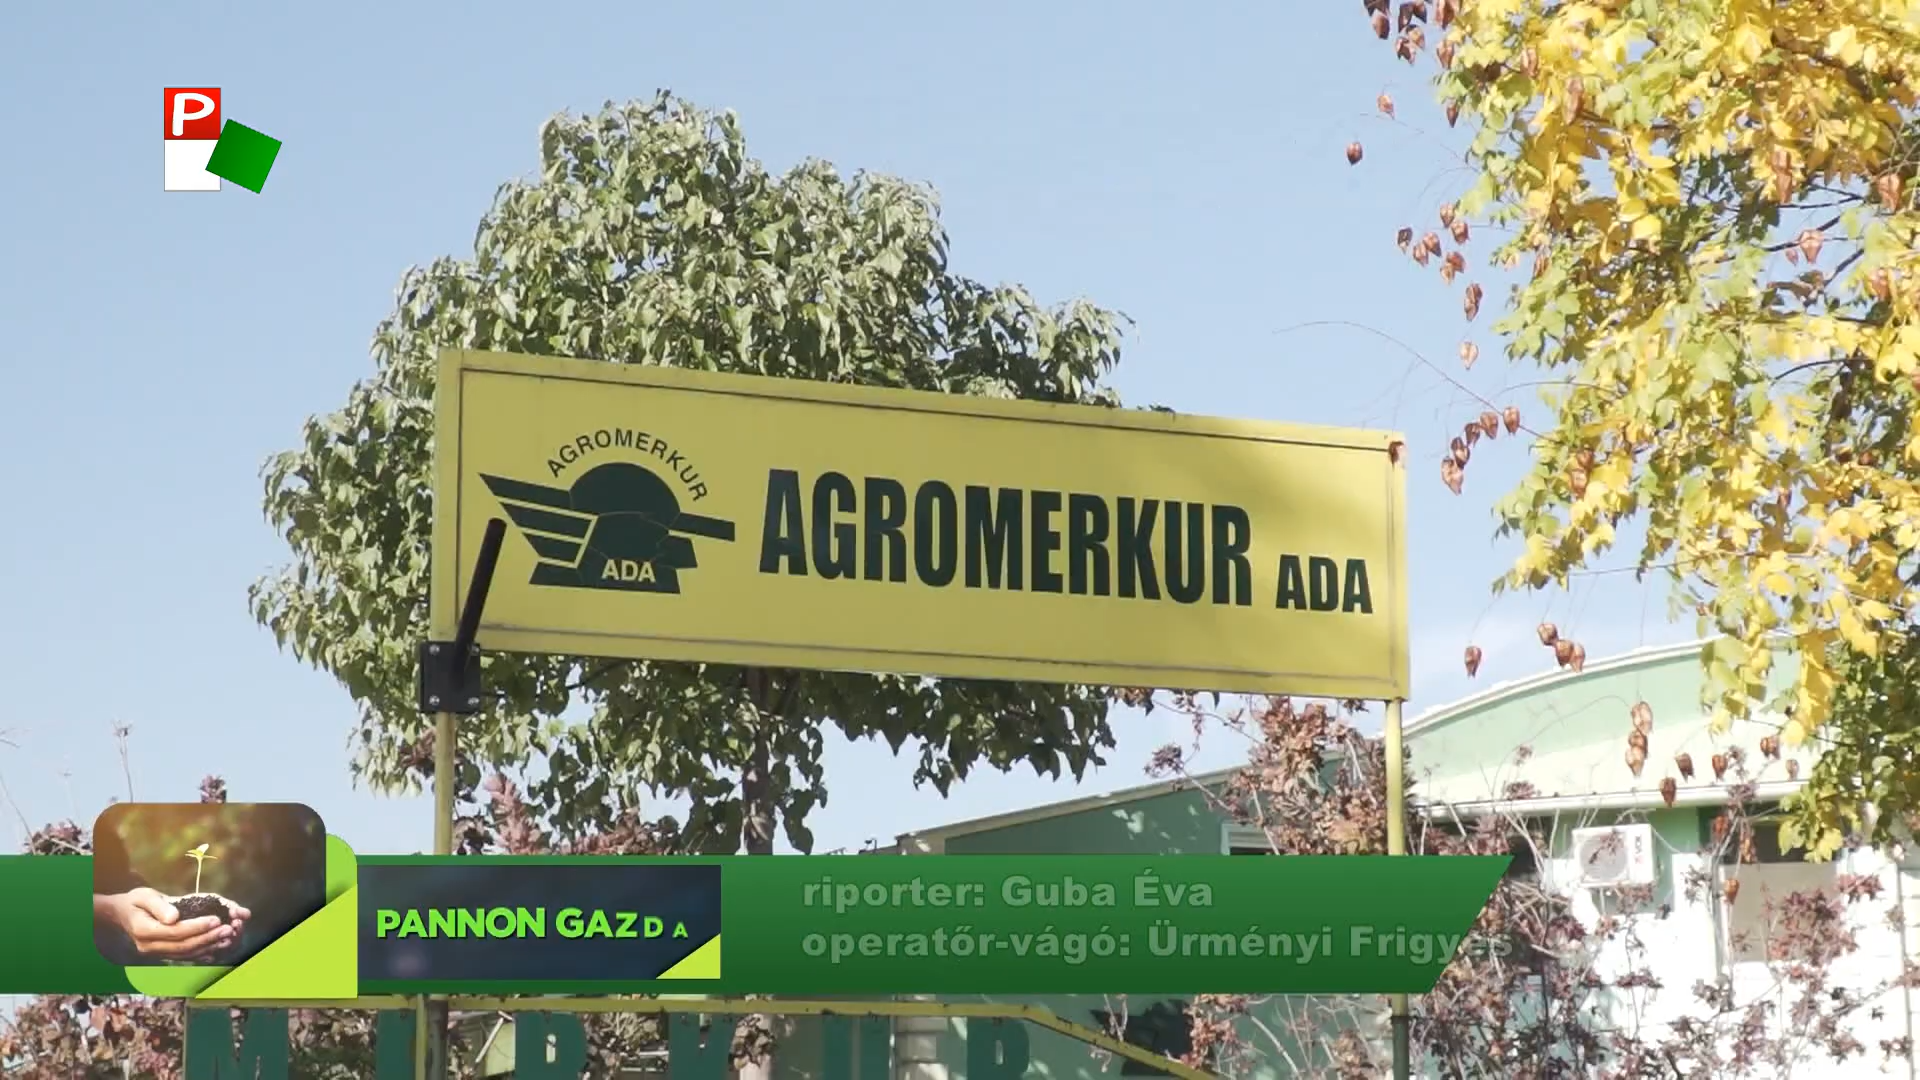 P
AGROMERKUR
ADA
AGROMERKUR ADA
riporter: Guba Éva
PANNON GAZDA
operatőr-vágó: Ürményi Frigyes